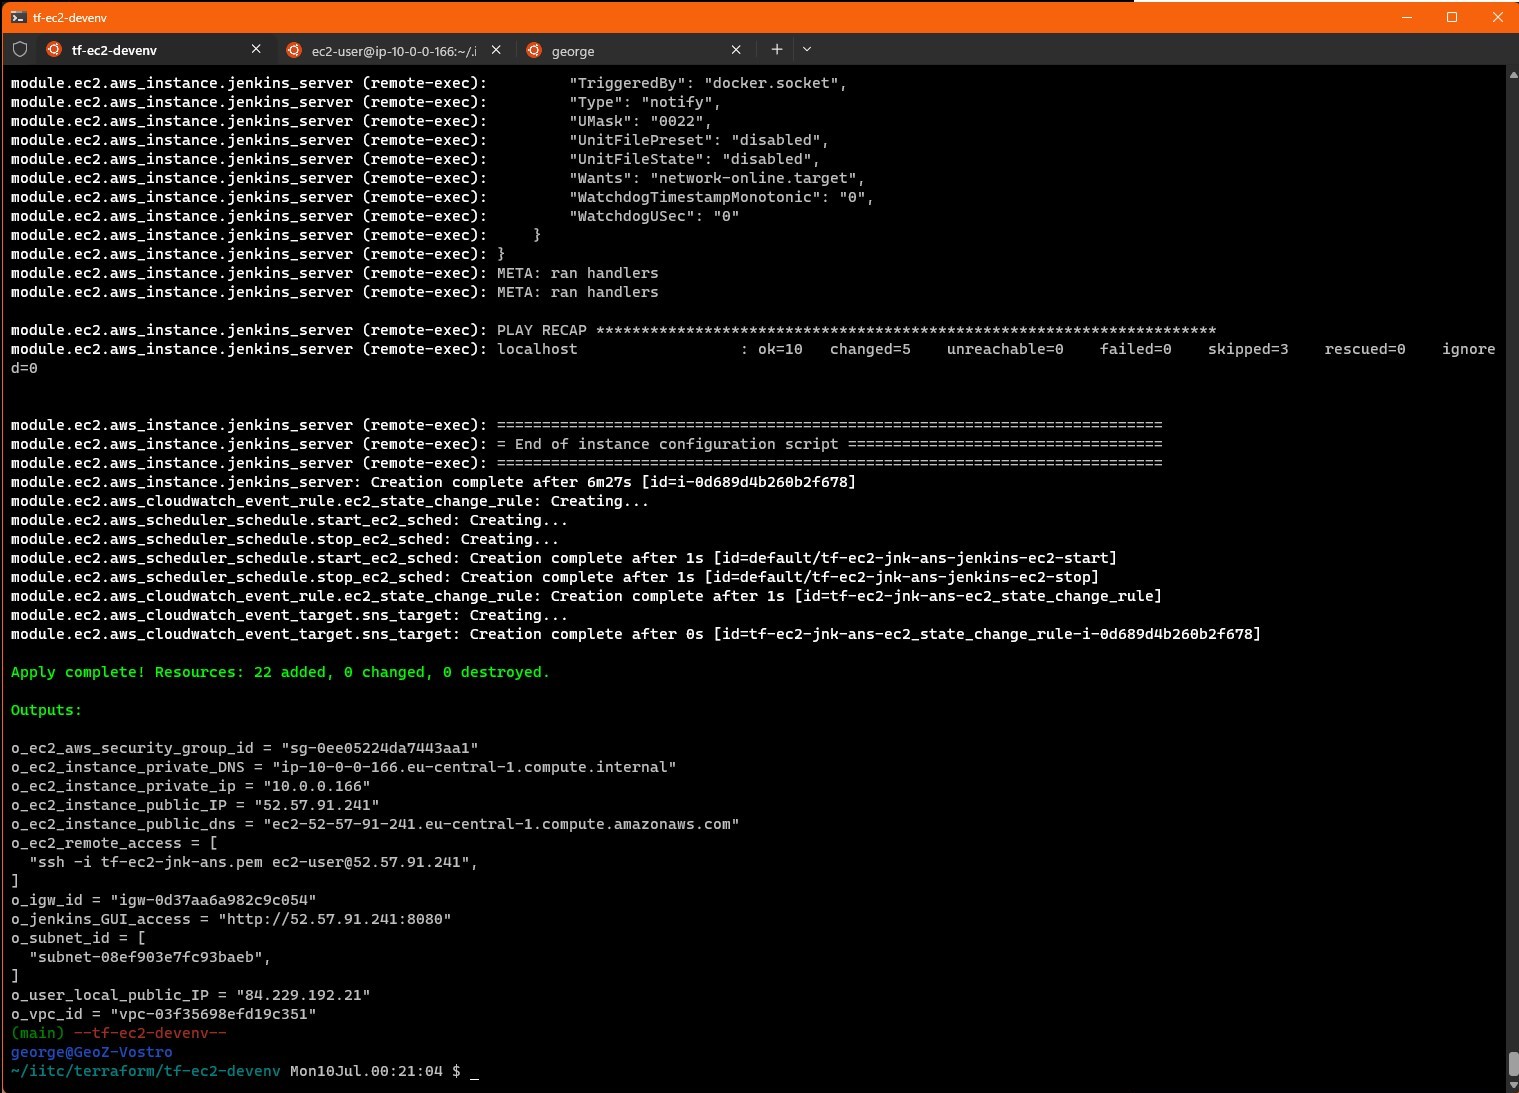 tf-ec2-devenv
tf-ec2-devenv
ec2-user@ip-10-0-0-166:~/.i
george
module.ec2.aws_instance.jenkins_server (remote-exec):         "TriggeredBy": "docker.socket",
module.ec2.aws_instance.jenkins_server (remote-exec):         "Type": "notify",
module.ec2.aws_instance.jenkins_server (remote-exec):         "UMask": "0022",
module.ec2.aws_instance.jenkins_server (remote-exec):         "UnitFilePreset": "disabled",
module.ec2.aws_instance.jenkins_server (remote-exec):         "UnitFileState": "disabled",
module.ec2.aws_instance.jenkins_server (remote-exec):         "Wants": "network-online.target",
module.ec2.aws_instance.jenkins_server (remote-exec):         "WatchdogTimestampMonotonic": "0",
module.ec2.aws_instance.jenkins_server (remote-exec):         "WatchdogUSec": "0"
module.ec2.aws_instance.jenkins_server (remote-exec):     }
module.ec2.aws_instance.jenkins_server (remote-exec): }
module.ec2.aws_instance.jenkins_server (remote-exec): META: ran handlers
module.ec2.aws_instance.jenkins_server (remote-exec): META: ran handlers
module.ec2.aws_instance.jenkins_server (remote-exec): PLAY RECAP *********************************************************************
module.ec2.aws_instance.jenkins_server (remote-exec): localhost                  : ok=10   changed=5    unreachable=0    failed=0    skipped=3    rescued=0    ignore
d=0
module.ec2.aws_instance.jenkins_server (remote-exec): ==========================================================================
module.ec2.aws_instance.jenkins_server (remote-exec): = End of instance configuration script ===================================
module.ec2.aws_instance.jenkins_server (remote-exec): ==========================================================================
module.ec2.aws_instance.jenkins_server: Creation complete after 6m27s [id=i-0d689d4b260b2f678]
module.ec2.aws_cloudwatch_event_rule.ec2_state_change_rule: Creating...
module.ec2.aws_scheduler_schedule.start_ec2_sched: Creating...
module.ec2.aws_scheduler_schedule.stop_ec2_sched: Creating...
module.ec2.aws_scheduler_schedule.start_ec2_sched: Creation complete after 1s [id=default/tf-ec2-jnk-ans-jenkins-ec2-start]
module.ec2.aws_scheduler_schedule.stop_ec2_sched: Creation complete after 1s [id=default/tf-ec2-jnk-ans-jenkins-ec2-stop]
module.ec2.aws_cloudwatch_event_rule.ec2_state_change_rule: Creation complete after 1s [id=tf-ec2-jnk-ans-ec2_state_change_rule]
module.ec2.aws_cloudwatch_event_target.sns_target: Creating...
module.ec2.aws_cloudwatch_event_target.sns_target: Creation complete after 0s [id=tf-ec2-jnk-ans-ec2_state_change_rule-i-0d689d4b260b2f678]
Apply complete! Resources: 22 added, 0 changed, 0 destroyed.
Outputs:
o_ec2_aws_security_group_id = "sg-0ee05224da7443aa1"
o_ec2_instance_private_DNS = "ip-10-0-0-166.eu-central-1.compute.internal"
o_ec2_instance_private_ip = "10.0.0.166"
o_ec2_instance_public_IP = "52.57.91.241"
o_ec2_instance_public_dns = "ec2-52-57-91-241.eu-central-1.compute.amazonaws.com"
o_ec2_remote_access = [
  "ssh -i tf-ec2-jnk-ans.pem ec2-user@52.57.91.241",
]
o_igw_id = "igw-0d37aa6a982c9c054"
o_jenkins_GUI_access = "http://52.57.91.241:8080"
o_subnet_id = [
  "subnet-08ef903e7fc93baeb",
]
o_user_local_public_IP = "84.229.192.21"
o_vpc_id = "vpc-03f35698efd19c351"
(main) --tf-ec2-devenv--
george@GeoZ-Vostro
~/iitc/terraform/tf-ec2-devenv Mon10Jul.00:21:04 $ _